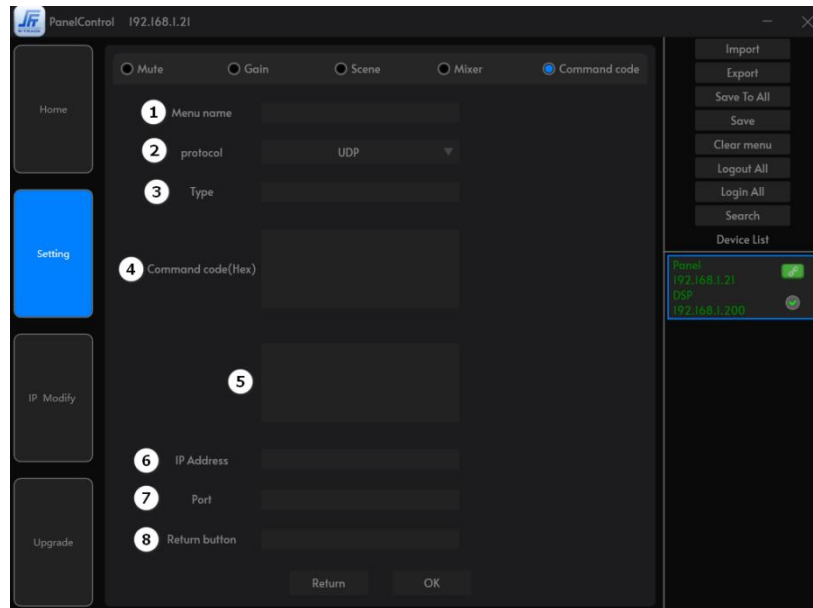 PanelControl 192.168.1.21
Home
Setting
IP Modify
Upgrade
Mute Gain Scene Mixer Command code
1 Menu name
2 protocol UDP
3 Type
4 Command code(Hex)
5
6 IP Address
7 Port
8 Return button
Return OK
Import
Export
Save To All
Save
Clear menu
Logout All
Login All
Search
Device List
Panel
192.168.1.21
DSP
192.168.1.200